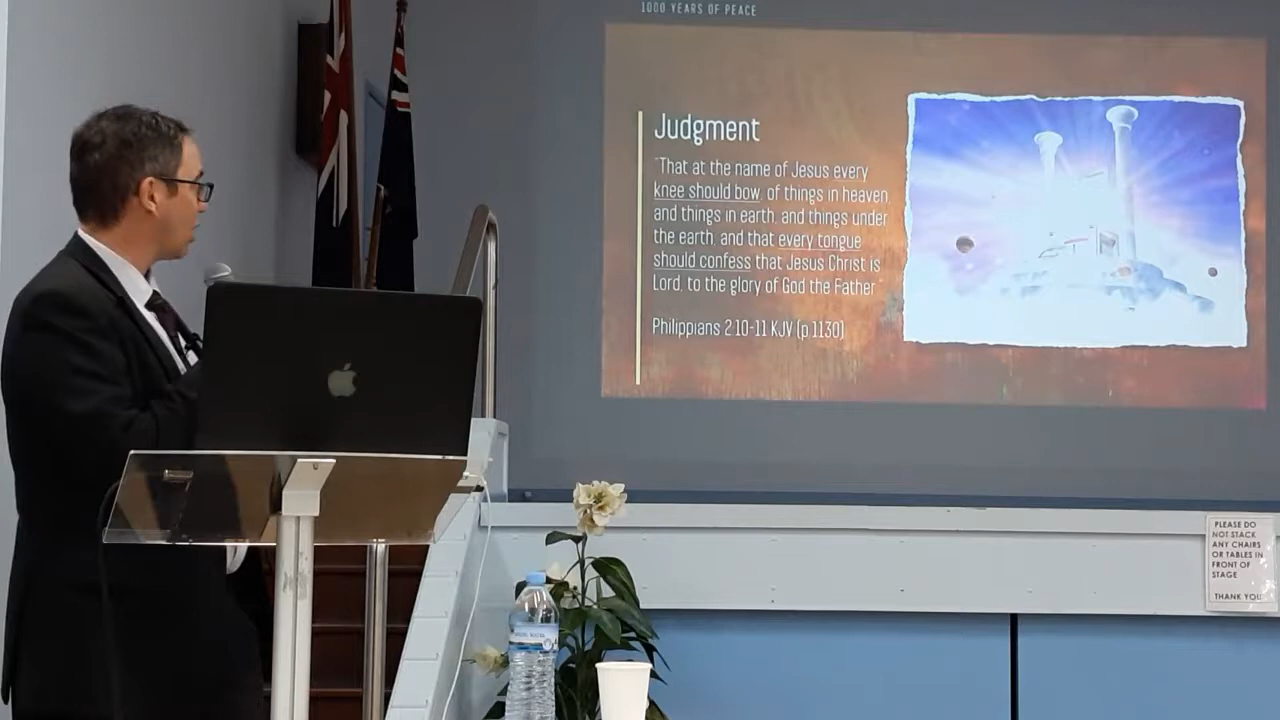 1000 YEARS OF PEACE
Judgment
"That at the name of Jesus every
knee should bow, of things in heaven,
and things in earth, and things under
the earth, and that every tongue
should confess that Jesus Christ is
Lord, to the glory of God the Father."
Philippians 2:10-11 KJV (p.1130)
PLEASE DO
NOT STACK
ANY CHAIRS
OR TABLES IN
FRONT OF
STAGE
THANK YOU